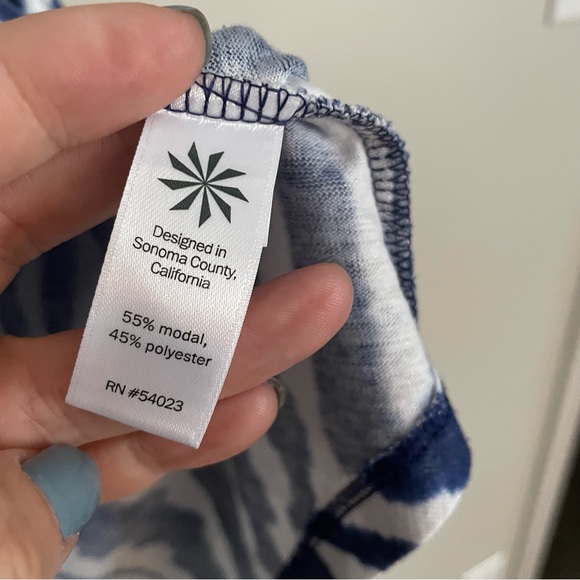 Designed in
Sonoma County,
California
55% modal,
45% polyester
RN #54023